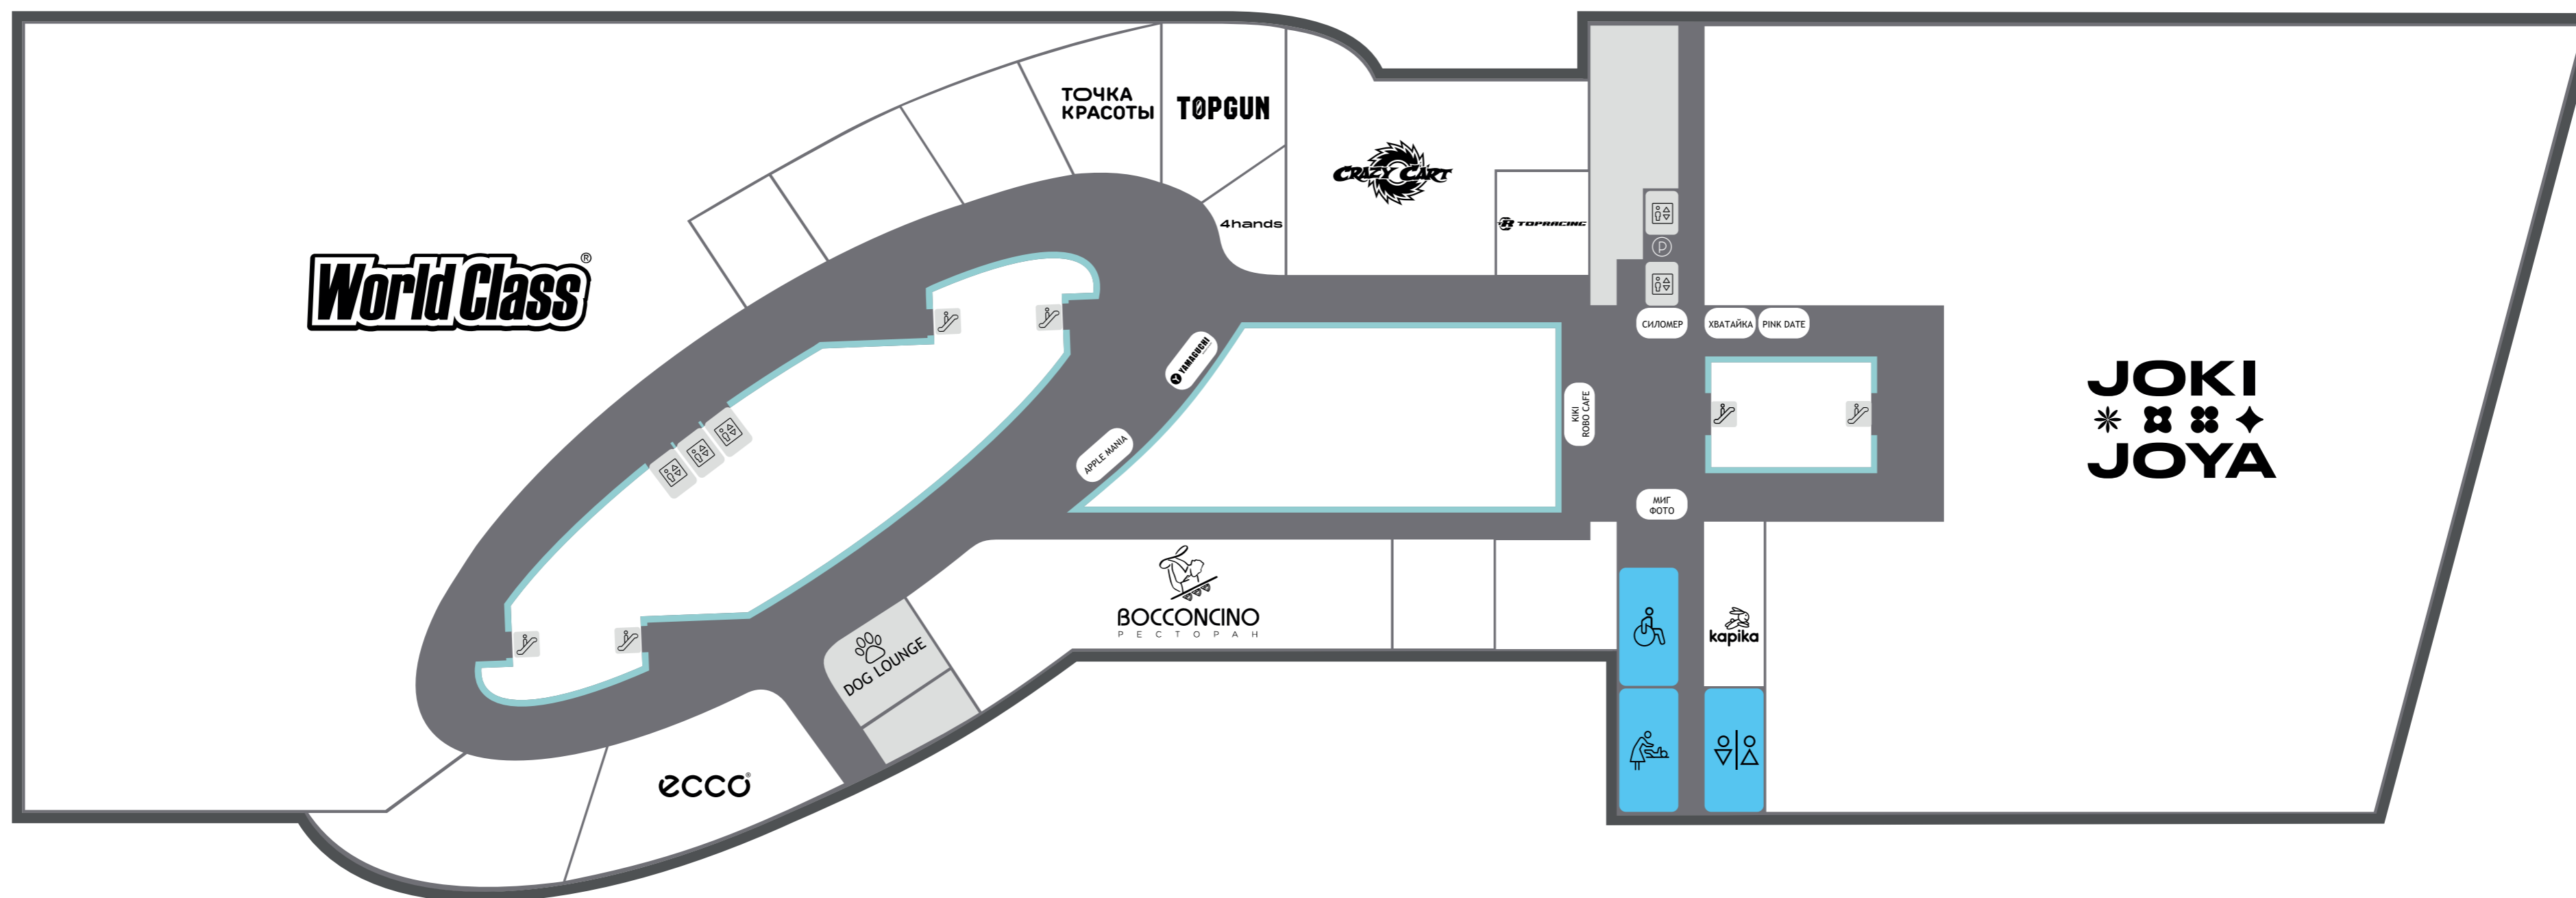 World Class®
ТОЧКА
КРАСОТЫ
TOPGUN
4hands
CRAZY CART
TOPRACING
P
СИЛОМЕР
ХВАТАЙКА
PINK DATE
YAMAGUCHI
APPLE MANIA
KIKI
ROBO CAFE
МИГ
ФОТО
JOKI
JOYA
BOCCONCINO
РЕСТОРАН
DOG LOUNGE
ecco®
kapika